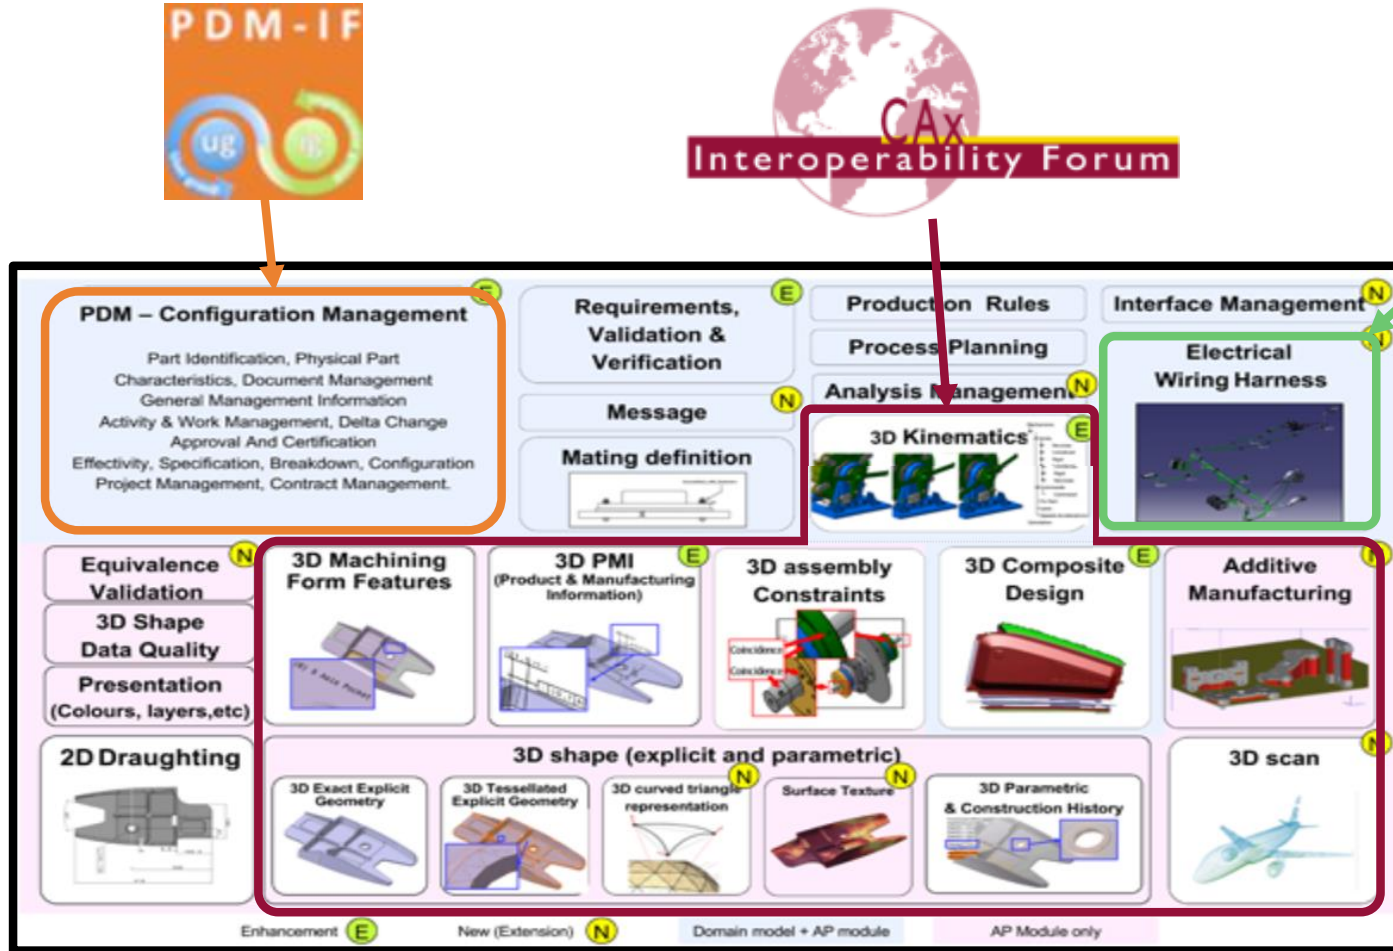 PDM-IF
ug
ig
CAx
Interoperability Forum
PDM – Configuration Management
E
Part Identification, Physical Part
Characteristics, Document Management
General Management Information
Activity & Work Management, Delta Change
Approval And Certification
Effectivity, Specification, Breakdown, Configuration
Project Management, Contract Management.
Requirements,
Validation &
Verification
E
Message
N
Mating definition
Production Rules
Process Planning
Analysis Management
N
3D Kinematics
E
Interface Management
N
Electrical
Wiring Harness
N
Equivalence
Validation
N
3D Shape
Data Quality
Presentation
(Colours, layers,etc)
2D Draughting
3D Machining
Form Features
(R) 3 Axis Pocket
3D PMI
(Product & Manufacturing
Information)
E
3D assembly
Constraints
Coincidence
Coincidence
3D Composite
Design
E
Additive
Manufacturing
N
3D shape (explicit and parametric)
3D Exact Explicit
Geometry
3D Tessellated
Explicit Geometry
3D curved triangle
representation
N
Surface Texture
N
3D Parametric
& Construction History
3D scan
N
Enhancement E
New (Extension) N
Domain model + AP module
AP Module only